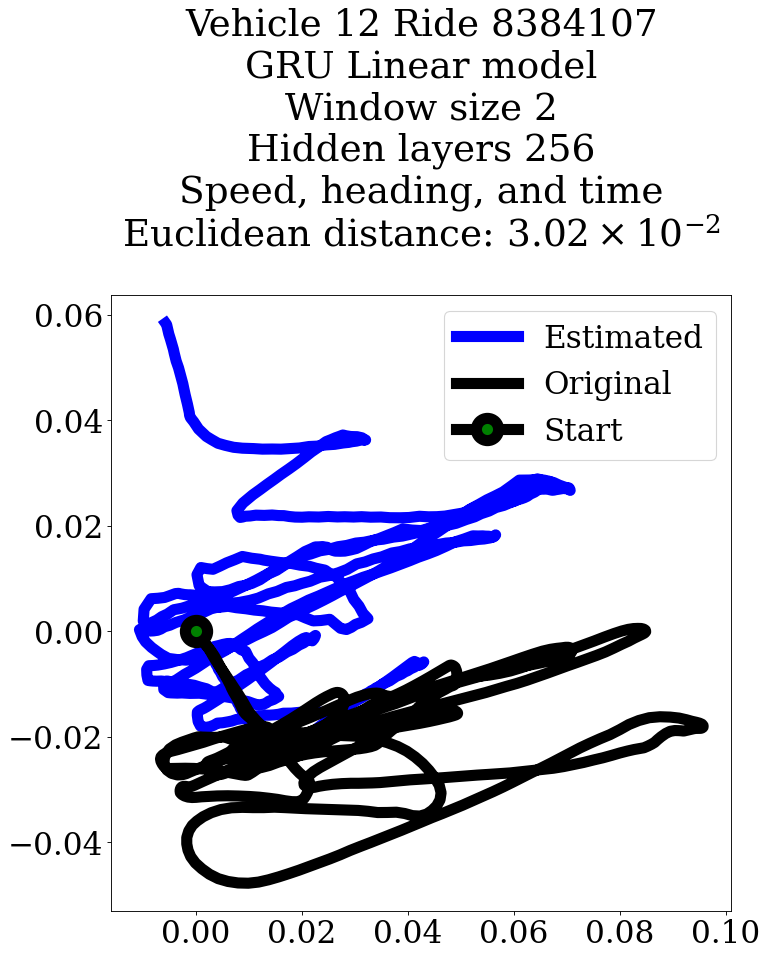 Vehicle 12 Ride 8384107
GRU Linear model
Window size 2
Hidden layers 256
Speed, heading, and time
Euclidean distance: 3.02 × 10⁻²
0.06
0.04
0.02
0.00
−0.02
−0.04
Estimated
Original
Start
0.00 0.02 0.04 0.06 0.08 0.10